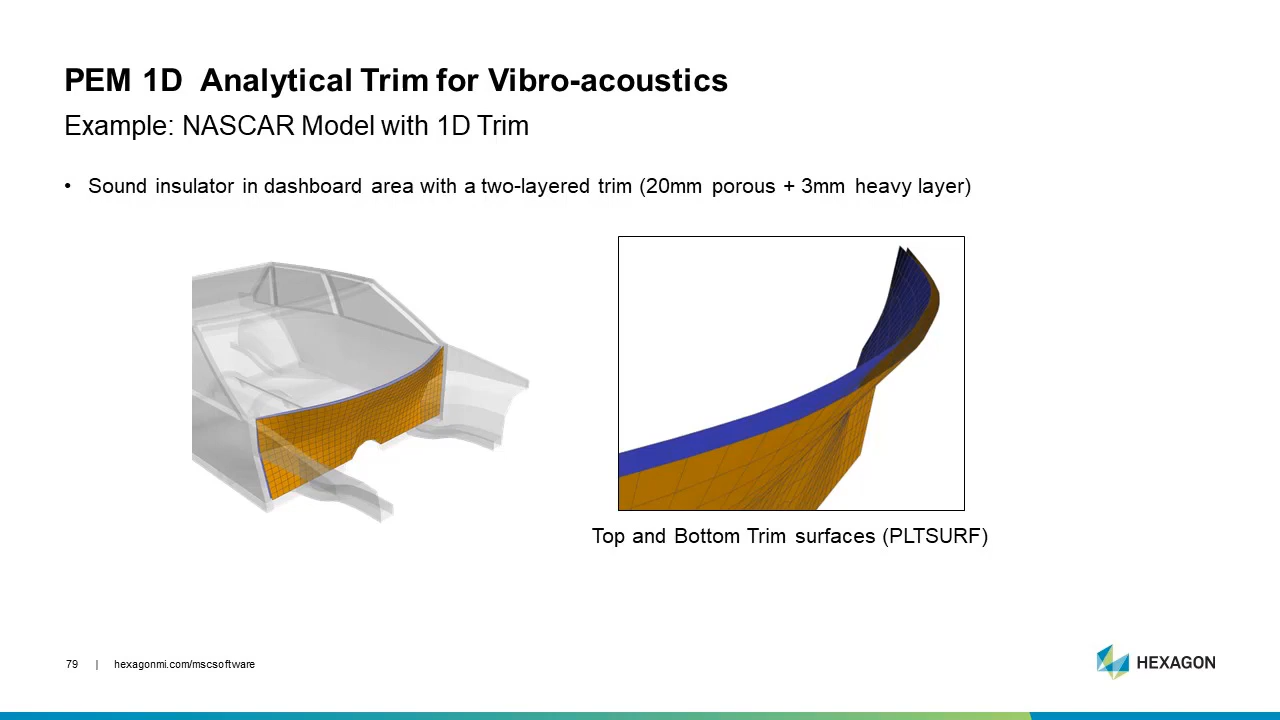 PEM 1D Analytical Trim for Vibro-acoustics
Example: NASCAR Model with 1D Trim
• Sound insulator in dashboard area with a two-layered trim (20mm porous + 3mm heavy layer)
Top and Bottom Trim surfaces (PLTSURF)
79 | hexagonmi.com/mscsoftware
HEXAGON